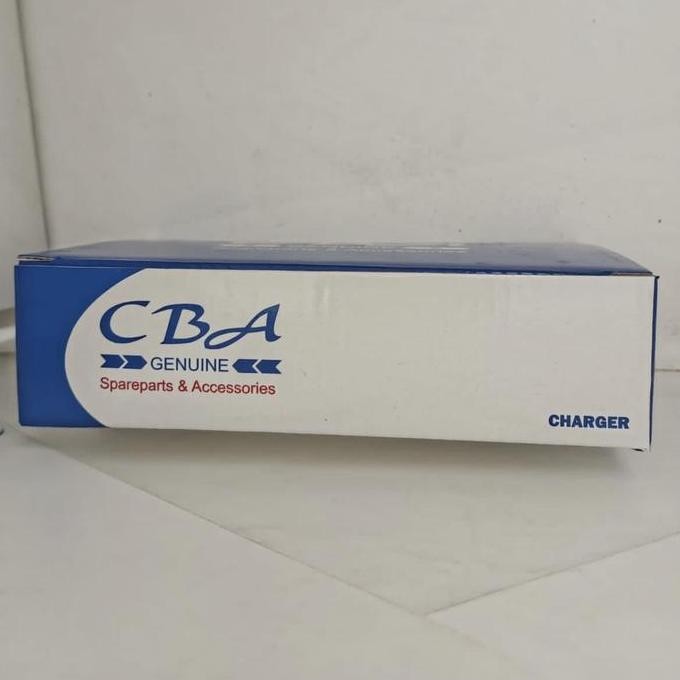 CBA
GENUINE
Spareparts & Accessories
CHARGER